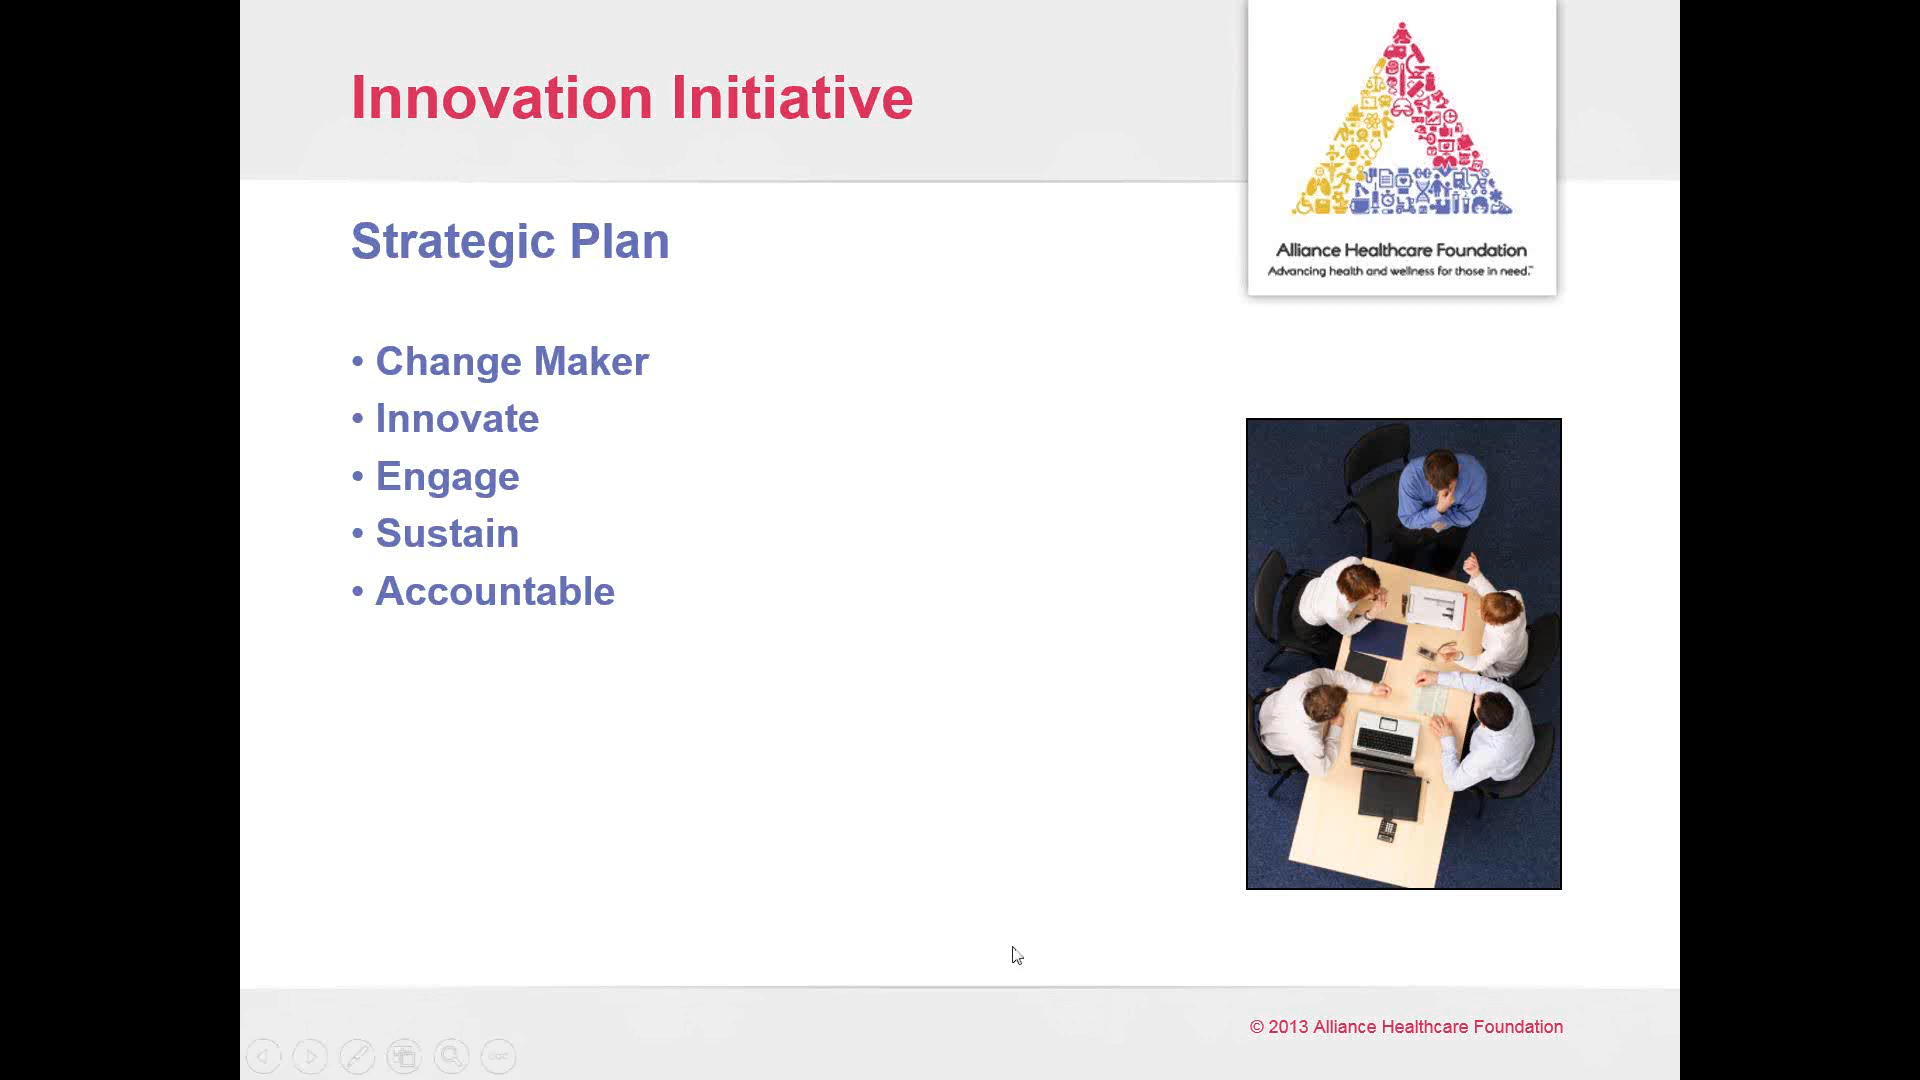 Innovation Initiative
Strategic Plan
• Change Maker
• Innovate
• Engage
• Sustain
• Accountable
Alliance Healthcare Foundation
Advancing health and wellness for those in need.™
© 2013 Alliance Healthcare Foundation